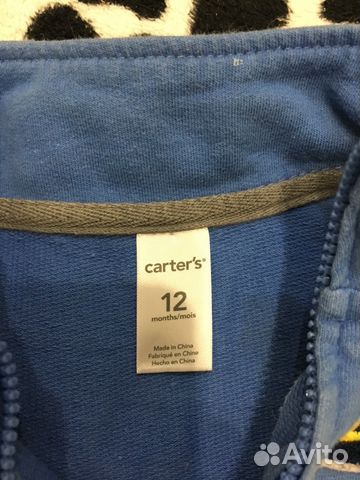 carter's®
12
months/mois
Made in China
Fabriqué en Chine
Hecho en China
Avito